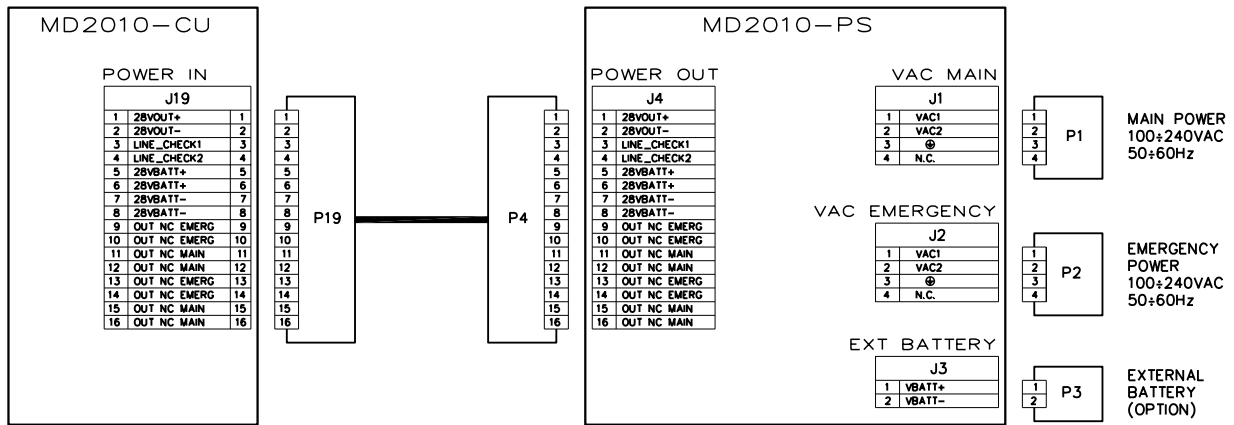 MD2010-CU
POWER IN
J19
1 28VOUT+ 1
2 28VOUT- 2
3 LINE_CHECK1 3
4 LINE_CHECK2 4
5 28VBATT+ 5
6 28VBATT+ 6
7 28VBATT- 7
8 28VBATT- 8
9 OUT NC EMERG 9
10 OUT NC EMERG 10
11 OUT NC MAIN 11
12 OUT NC MAIN 12
13 OUT NC EMERG 13
14 OUT NC EMERG 14
15 OUT NC MAIN 15
16 OUT NC MAIN 16
1
2
3
4
5
6
7
8
9
10
11
12
13
14
15
16
P19
P4
1
2
3
4
5
6
7
8
9
10
11
12
13
14
15
16
MD2010-PS
POWER OUT
J4
1 28VOUT+
2 28VOUT-
3 LINE_CHECK1
4 LINE_CHECK2
5 28VBATT+
6 28VBATT+
7 28VBATT-
8 28VBATT-
9 OUT NC EMERG
10 OUT NC EMERG
11 OUT NC MAIN
12 OUT NC MAIN
13 OUT NC EMERG
14 OUT NC EMERG
15 OUT NC MAIN
16 OUT NC MAIN
VAC MAIN
J1
1 VAC1
2 VAC2
3 ⏚
4 N.C.
1
2
3
4
P1
MAIN POWER
100÷240VAC
50÷60Hz
VAC EMERGENCY
J2
1 VAC1
2 VAC2
3 ⏚
4 N.C.
1
2
3
4
P2
EMERGENCY
POWER
100÷240VAC
50÷60Hz
EXT BATTERY
J3
1 VBATT+
2 VBATT-
1
2
P3
EXTERNAL
BATTERY
(OPTION)